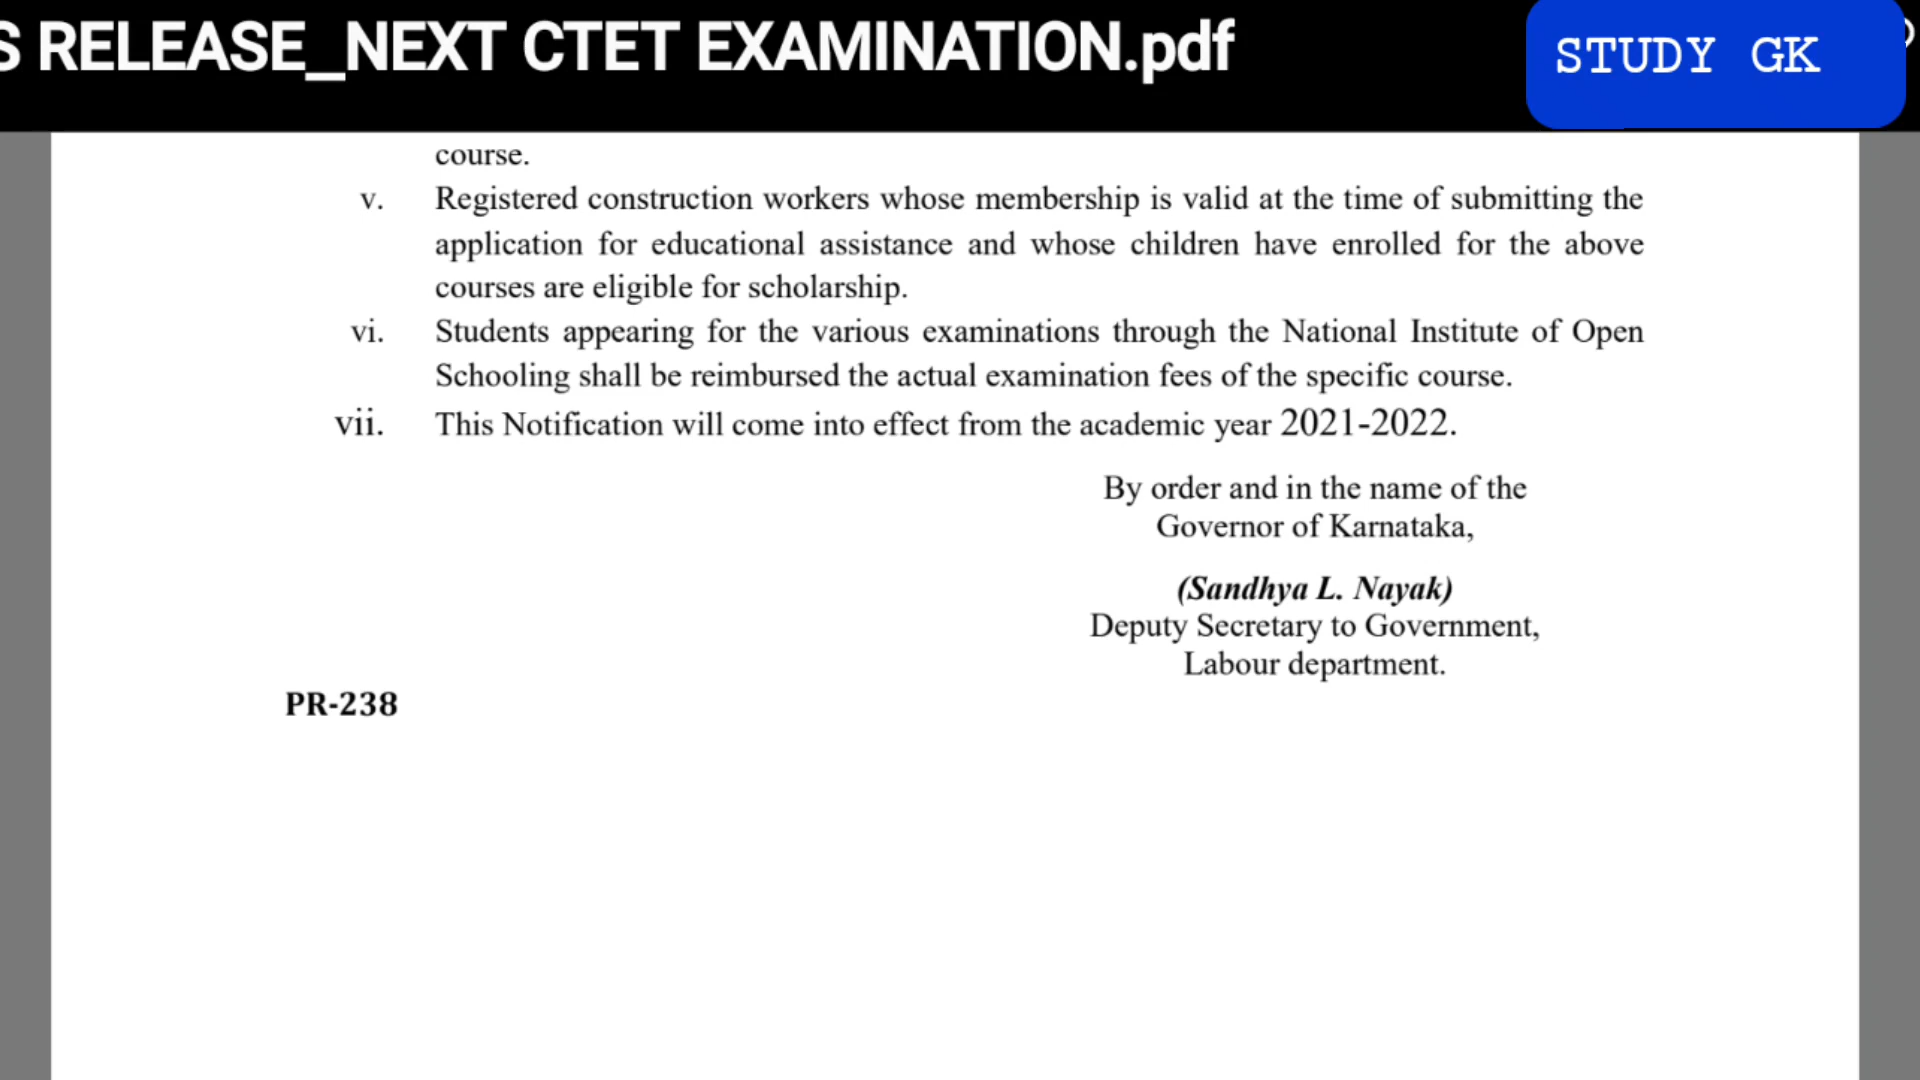 S RELEASE_NEXT CTET EXAMINATION.pdf
STUDY GK
course.
v. Registered construction workers whose membership is valid at the time of submitting the
application for educational assistance and whose children have enrolled for the above
courses are eligible for scholarship.
vi. Students appearing for the various examinations through the National Institute of Open
Schooling shall be reimbursed the actual examination fees of the specific course.
vii. This Notification will come into effect from the academic year 2021-2022.
By order and in the name of the
Governor of Karnataka,
(Sandhya L. Nayak)
Deputy Secretary to Government,
Labour department.
PR-238